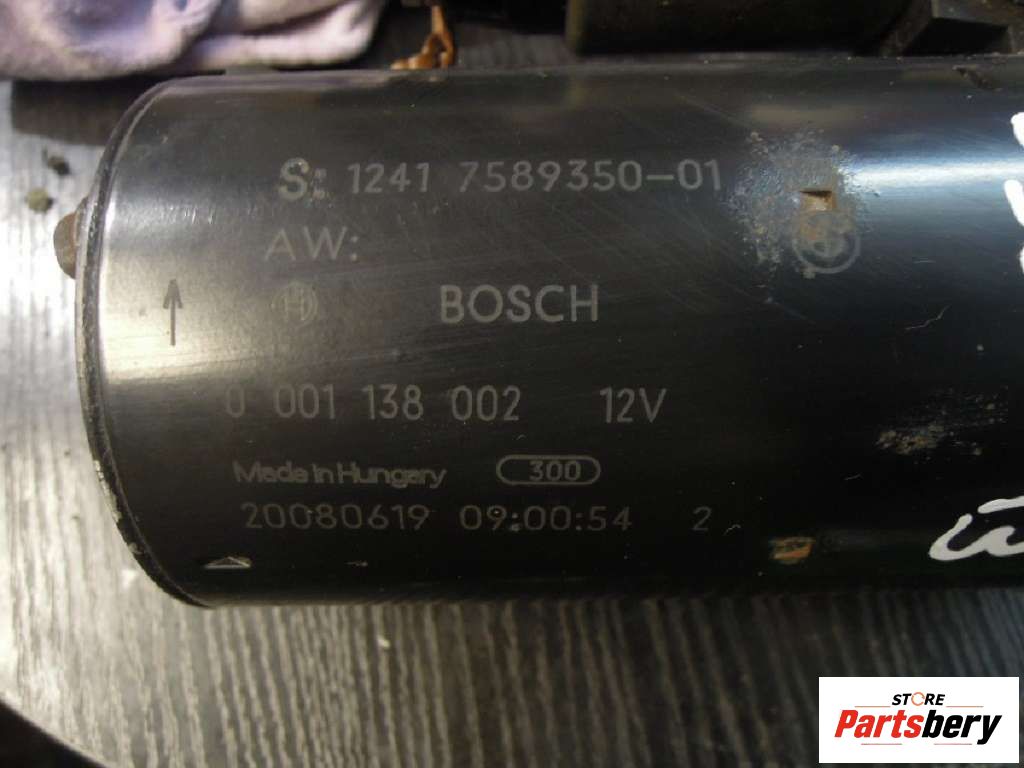 S: 1241 7589350-01
AW:
BOSCH
0 001 138 002 12V
Made in Hungary 300
20080619 09:00:54 2
STORE
Partsbery